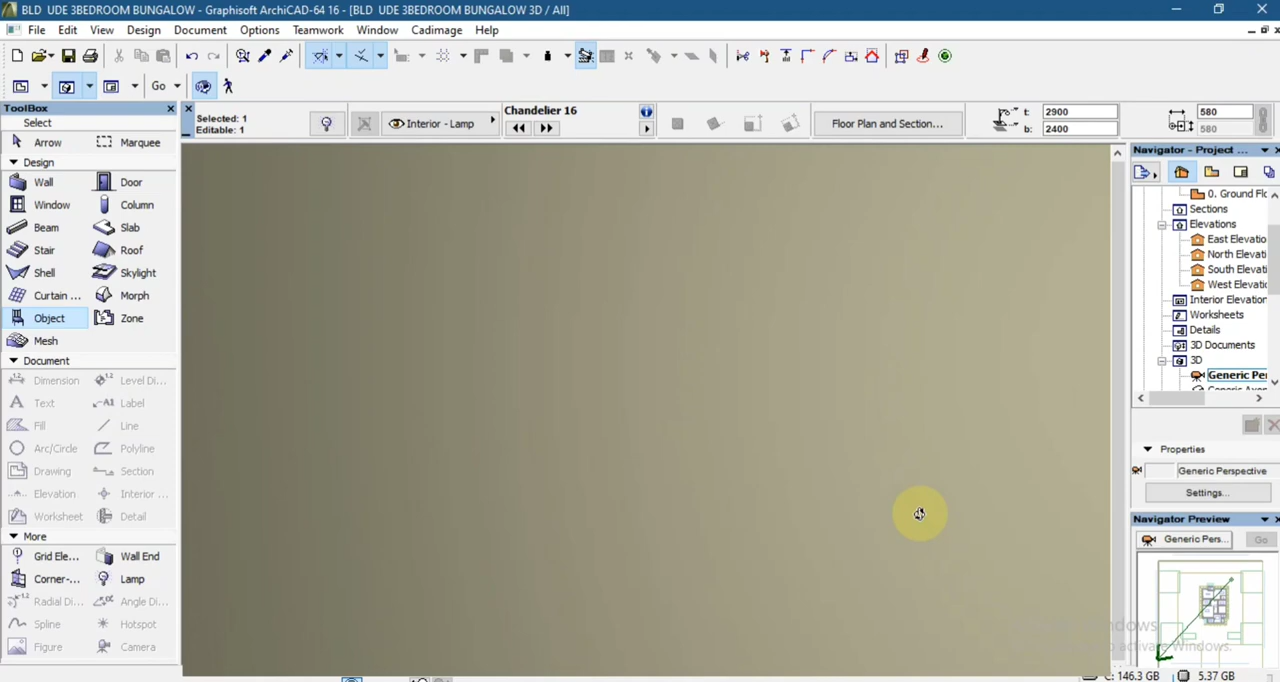 BLD UDE 3BEDROOM BUNGALOW - Graphisoft ArchiCAD-64 16 - [BLD UDE 3BEDROOM BUNGALOW 3D / All]
File Edit View Design Document Options Teamwork Window Cadimage Help
Go
ToolBox
Select
Arrow Marquee
Design
Wall Door
Window Column
Beam Slab
Stair Roof
Shell Skylight
Curtain ... Morph
Object Zone
Mesh
Document
Dimension Level Di...
Text Label
Fill Line
Arc/Circle Polyline
Drawing Section
Elevation Interior ...
Worksheet Detail
More
Grid Ele... Wall End
Corner-... Lamp
Radial Di... Angle Di...
Spline Hotspot
Figure Camera
Selected: 1
Editable: 1
Interior - Lamp
Chandelier 16
Floor Plan and Section...
t: 2900
b: 2400
580
580
Navigator - Project ...
0. Ground Flo
Sections
Elevations
East Elevatio
North Elevati
South Elevati
West Elevatio
Interior Elevation
Worksheets
Details
3D Documents
3D
Generic Pe
Properties
Generic Perspective
Settings...
Navigator Preview
Generic Pers... Go
C: 146.3 GB 5.37 GB